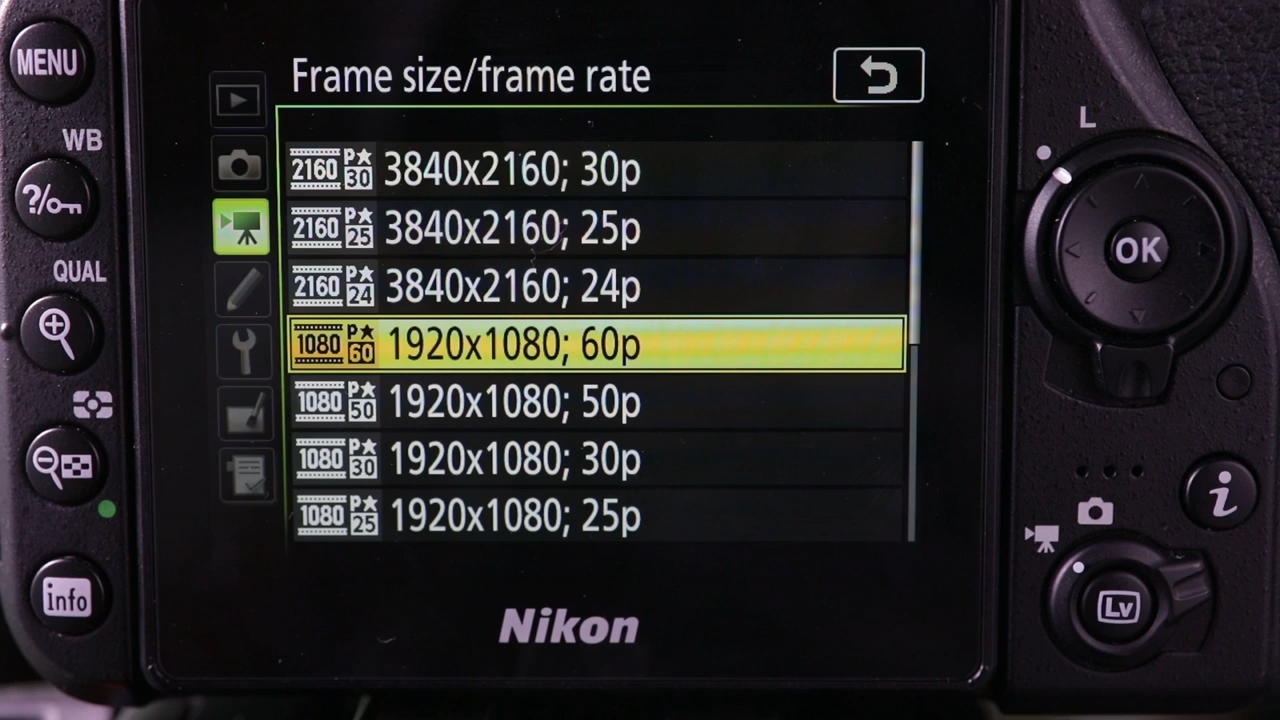 MENU
WB
?/
QUAL
info
Frame size/frame rate
2160 P★ 30 3840x2160; 30p
2160 P★ 25 3840x2160; 25p
2160 P★ 24 3840x2160; 24p
1080 P★ 60 1920x1080; 60p
1080 P★ 50 1920x1080; 50p
1080 P★ 30 1920x1080; 30p
1080 P★ 25 1920x1080; 25p
Nikon
L
OK
i
Lv